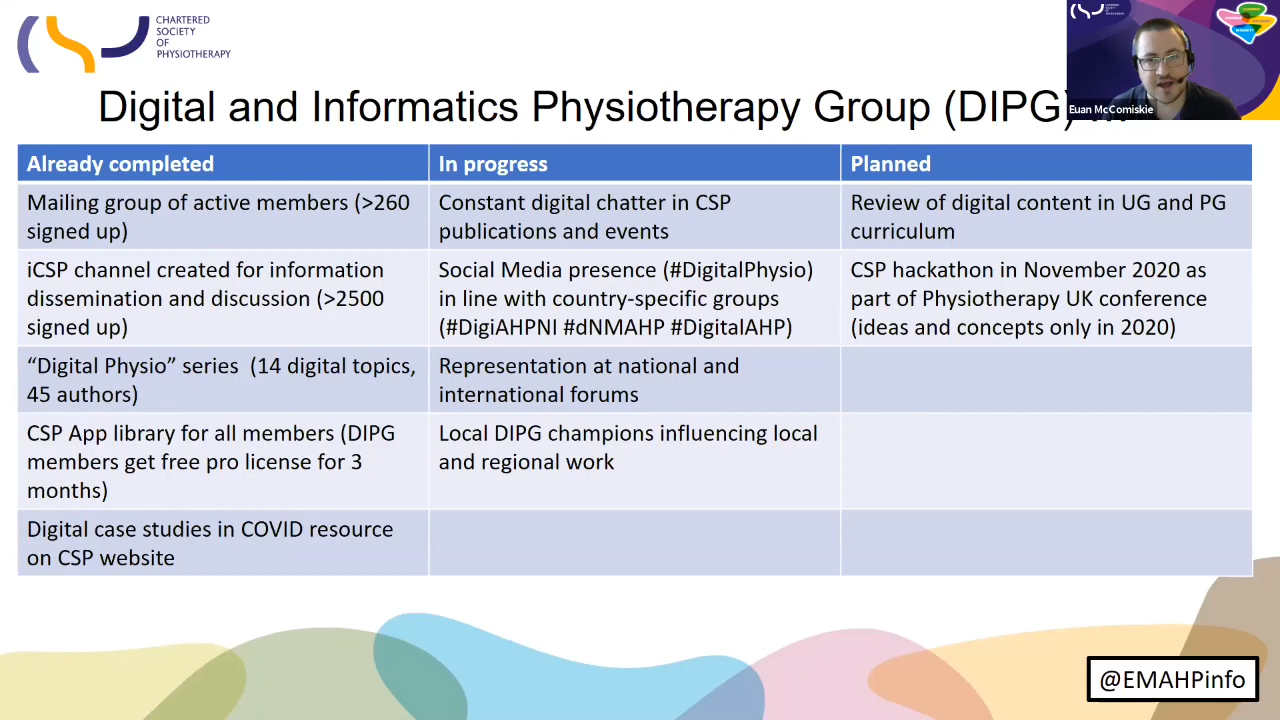 CHARTERED
SOCIETY
OF
PHYSIOTHERAPY
Euan McComiskie
Digital and Informatics Physiotherapy Group (DIPG)
Already completed
In progress
Planned
Mailing group of active members (>260
signed up)
Constant digital chatter in CSP
publications and events
Review of digital content in UG and PG
curriculum
iCSP channel created for information
dissemination and discussion (>2500
signed up)
Social Media presence (#DigitalPhysio)
in line with country-specific groups
(#DigiAHPNI #dNMAHP #DigitalAHP)
CSP hackathon in November 2020 as
part of Physiotherapy UK conference
(ideas and concepts only in 2020)
“Digital Physio” series (14 digital topics,
45 authors)
Representation at national and
international forums
CSP App library for all members (DIPG
members get free pro license for 3
months)
Local DIPG champions influencing local
and regional work
Digital case studies in COVID resource
on CSP website
@EMAHPinfo